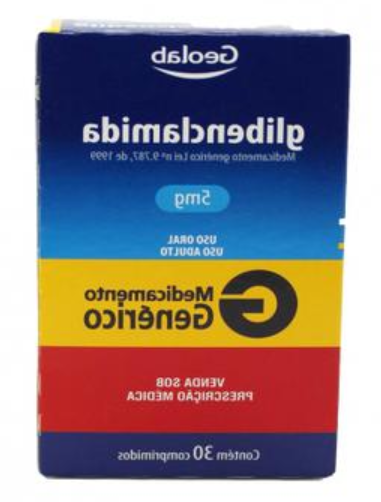 Geolab
glibenclamida
Medicamento genérico Lei nº 9.787, de 1999
5mg
USO ORAL
USO ADULTO
G
Medicamento
Genérico
VENDA SOB
PRESCRIÇÃO MÉDICA
Contém 30 comprimidos